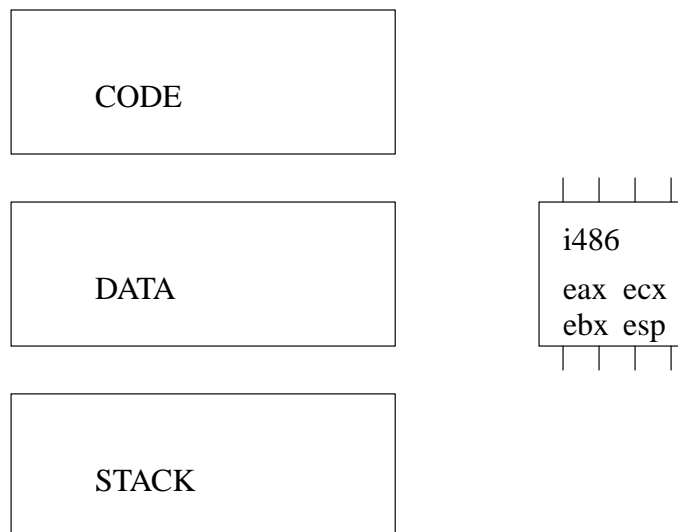 CODE
DATA
i486
eax ecx
ebx esp
STACK